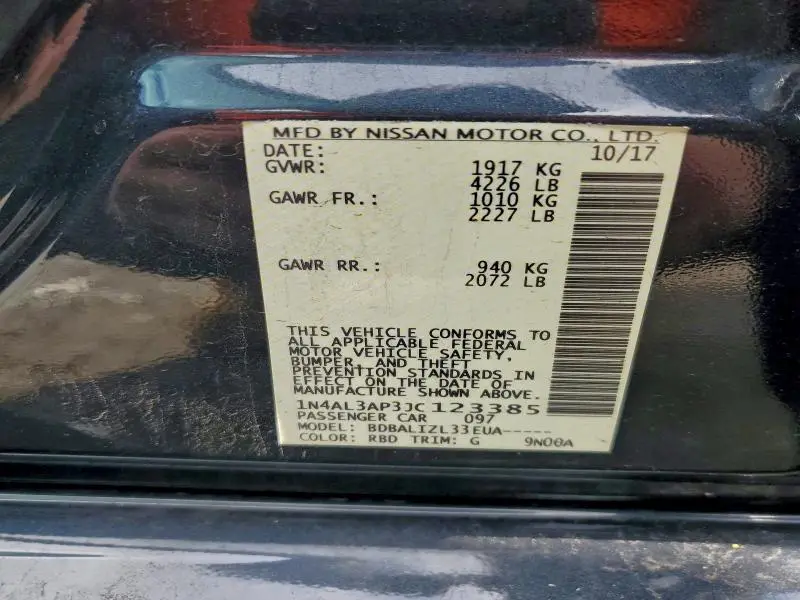 MFD BY NISSAN MOTOR CO., LTD.
DATE: 10/17
GVWR: 1917 KG
4226 LB
GAWR FR.: 1010 KG
2227 LB
GAWR RR.: 940 KG
2072 LB
THIS VEHICLE CONFORMS TO
ALL APPLICABLE FEDERAL
MOTOR VEHICLE SAFETY,
BUMPER, AND THEFT
PREVENTION STANDARDS IN
EFFECT ON THE DATE OF
MANUFACTURE SHOWN ABOVE.
1N4AL3AP3JC123385
PASSENGER CAR 097
MODEL: BDBALIZL33EUA-----
COLOR: RBD TRIM: G 9N00A